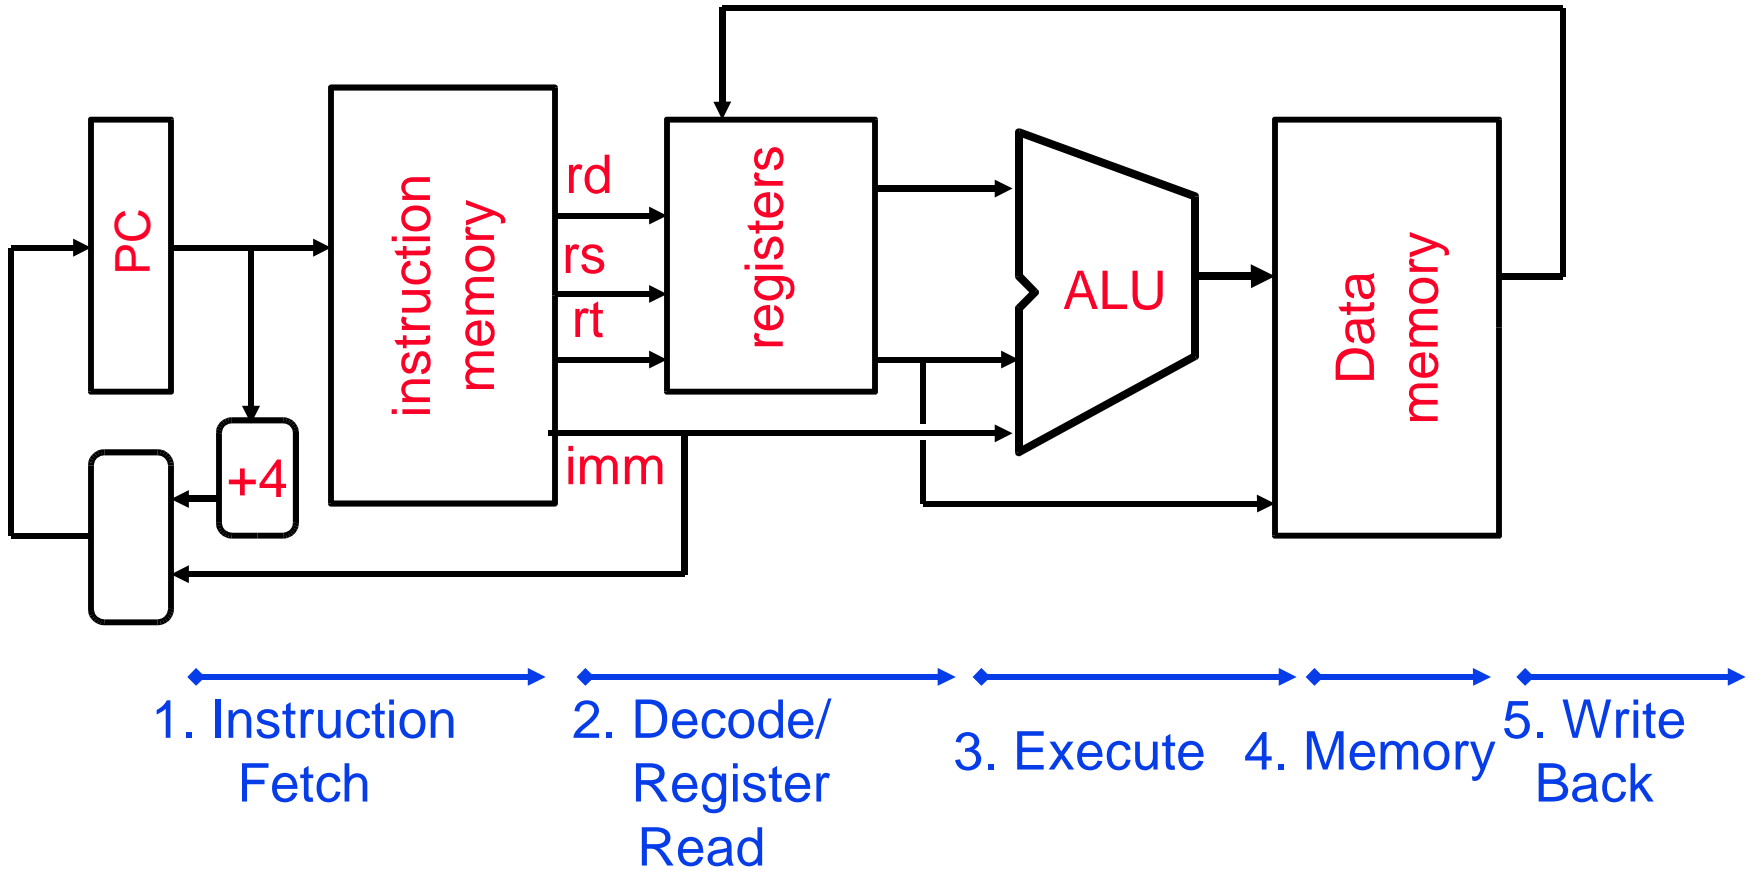 PC
+4
instruction
memory
rd
rs
rt
imm
registers
ALU
Data
memory
1. Instruction
Fetch
2. Decode/
Register
Read
3. Execute
4. Memory
5. Write
Back